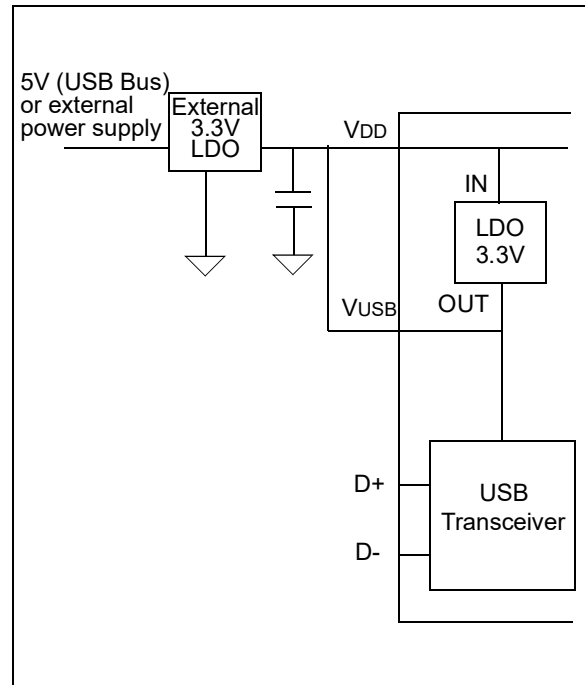 5V (USB Bus)
or external
power supply
External
3.3V
LDO
VDD
IN
LDO
3.3V
VUSB
OUT
D+
D-
USB
Transceiver